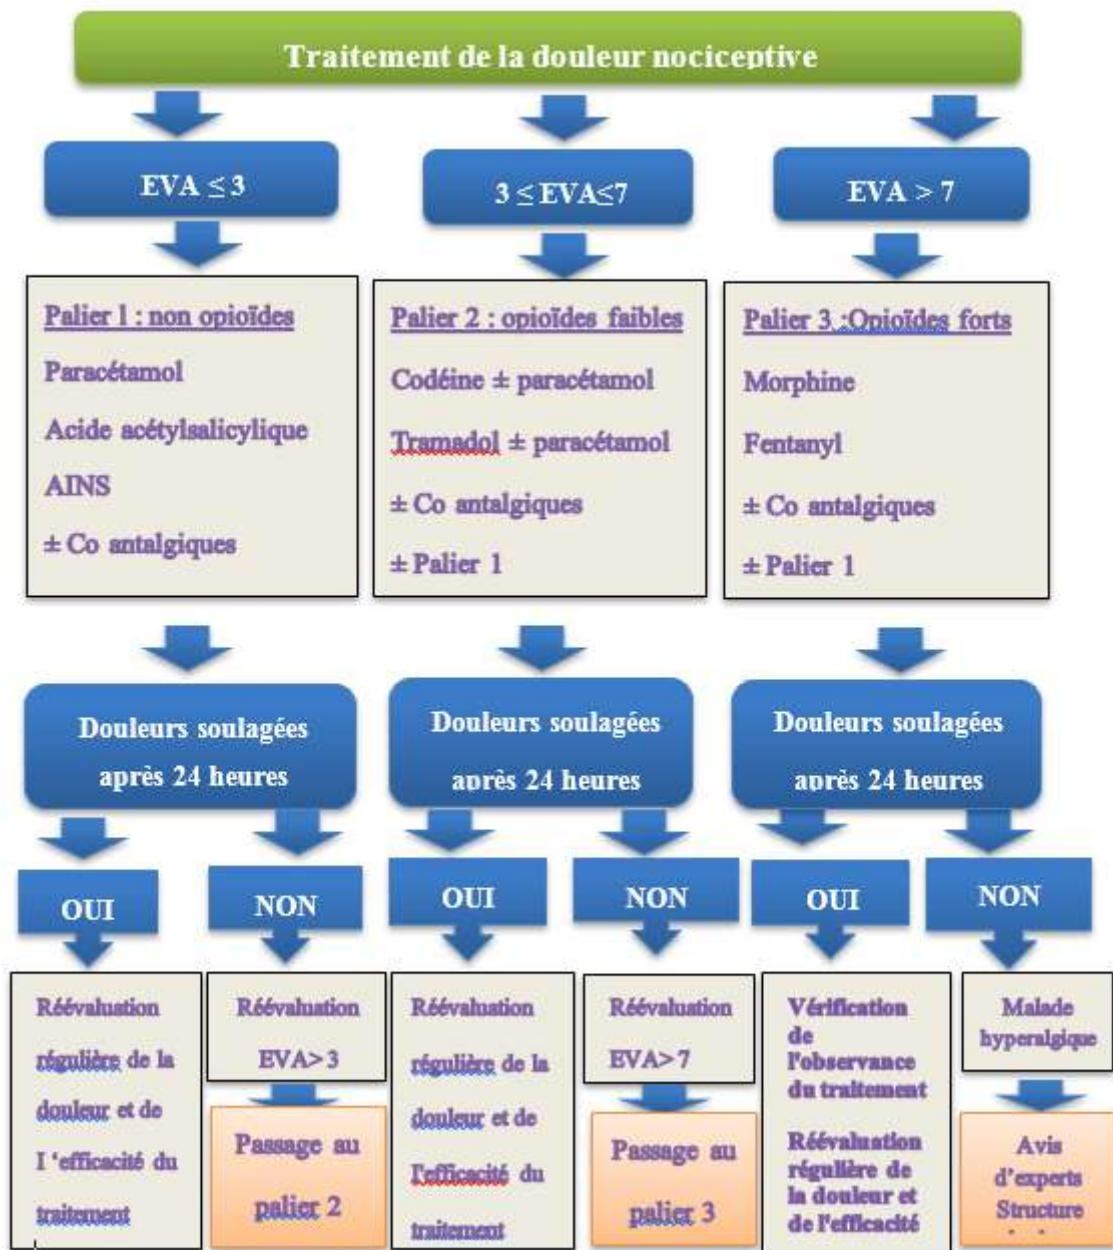 Traitement de la douleur nociceptive
EVA ≤ 3
3 ≤ EVA≤7
EVA > 7
Palier 1 : non opioïdes
Paracétamol
Acide acétylsalicylique
AINS
± Co antalgiques
Palier 2 : opioïdes faibles
Codéine ± paracétamol
Tramadol ± paracétamol
± Co antalgiques
± Palier 1
Palier 3 :Opioïdes forts
Morphine
Fentanyl
± Co antalgiques
± Palier 1
Douleurs soulagées
après 24 heures
Douleurs soulagées
après 24 heures
Douleurs soulagées
après 24 heures
OUI
NON
OUI
NON
OUI
NON
Réévaluation
régulière de la
douleur et de
l ‘efficacité du
traitement
Réévaluation
EVA> 3
Passage au
palier 2
Réévaluation
régulière de la
douleur et de
l'efficacité du
traitement
Réévaluation
EVA> 7
Passage au
palier 3
Vérification
de
l'observance
du traitement
Réévaluation
régulière de
la douleur et
de l'efficacité
Malade
hyperalgique
Avis
d’experts
Structure